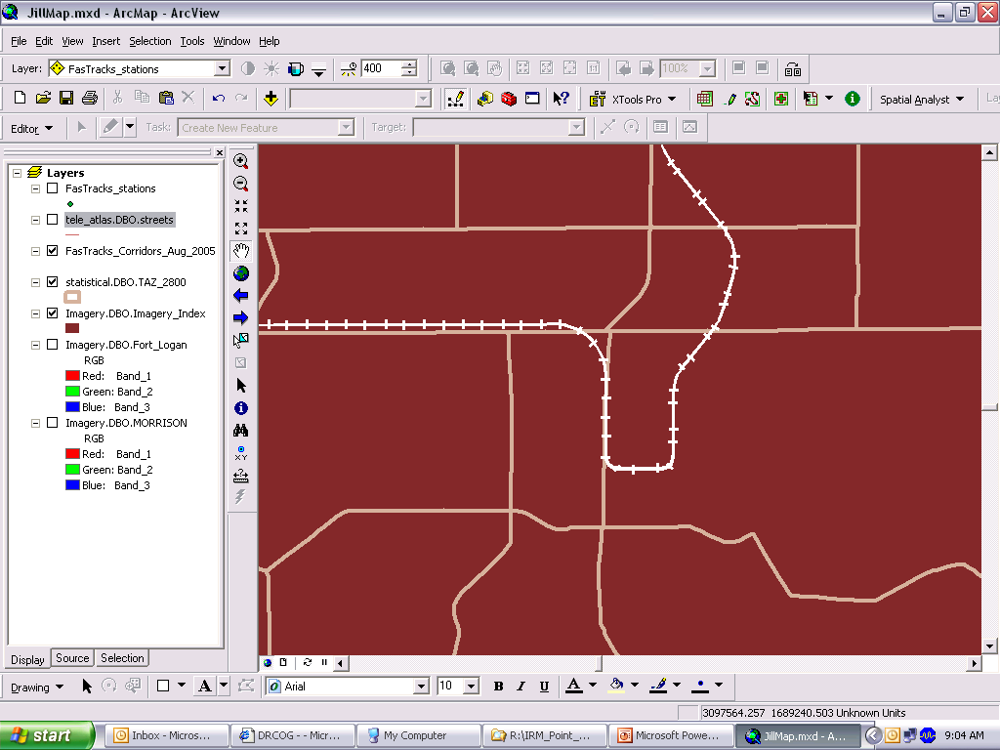 JillMap.mxd - ArcMap - ArcView
File Edit View Insert Selection Tools Window Help
Layer: FasTracks_stations 400 100%
XTools Pro Spatial Analyst
Editor Task: Create New Feature Target:
Layers
FasTracks_stations
tele_atlas.DBO.streets
FasTracks_Corridors_Aug_2005
statistical.DBO.TAZ_2800
Imagery.DBO.Imagery_Index
Imagery.DBO.Fort_Logan
RGB
Red: Band_1
Green: Band_2
Blue: Band_3
Imagery.DBO.MORRISON
RGB
Red: Band_1
Green: Band_2
Blue: Band_3
XY
Display Source Selection
Drawing A Arial 10 B I U A
3097564.257 1689240.503 Unknown Units
start Inbox - Micros... DRCOG - - Micr... My Computer R:\IRM_Point_... Microsoft Powe... JillMap.mxd - A... 9:04 AM